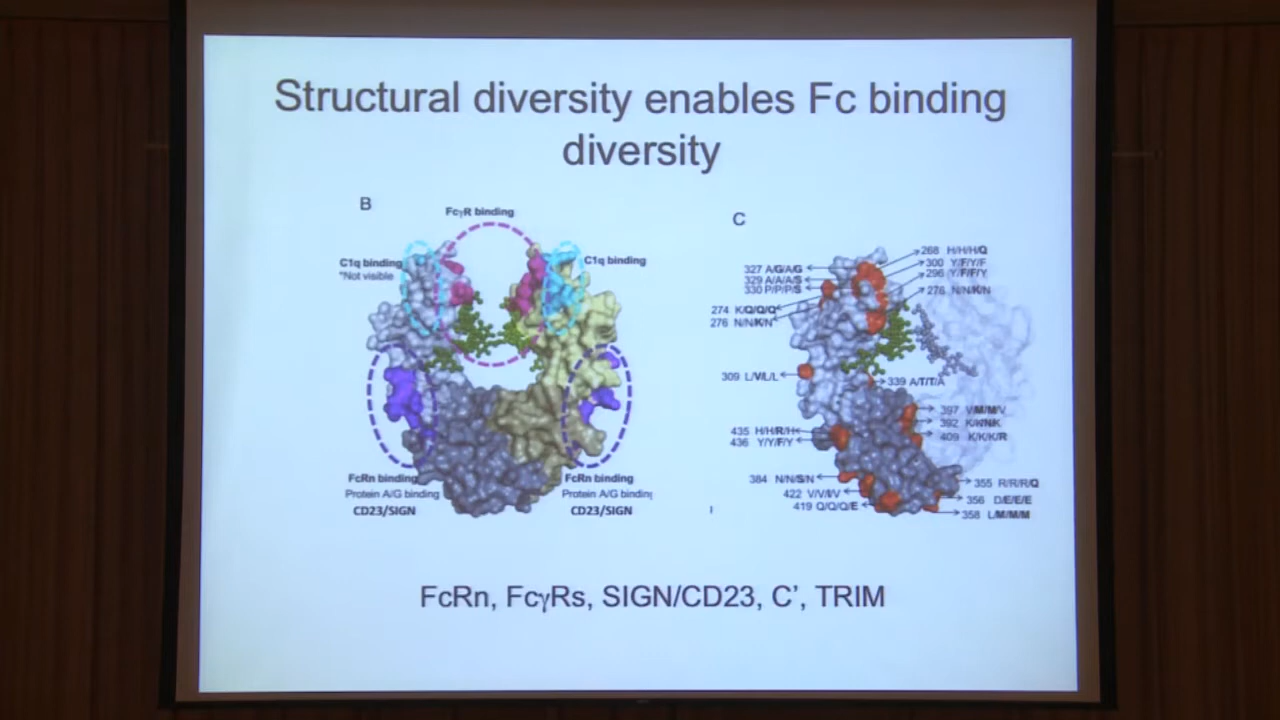 Structural diversity enables Fc binding
diversity
B
FcγR binding
C1q binding
*Not visible
C1q binding
FcRn binding
Protein A/G binding
CD23/SIGN
FcRn binding
Protein A/G binding
CD23/SIGN
C
327 A/G/A/G
329 A/A/A/S
330 P/P/P/S
274 K/Q/Q/Q
276 N/N/K/N
309 L/V/L/L
435 H/H/R/H
436 Y/Y/F/Y
384 N/N/S/N
422 V/V/I/V
419 Q/Q/Q/E
268 H/H/H/Q
300 Y/F/Y/F
296 Y/F/F/Y
276 N/N/K/N
339 A/T/T/A
397 V/M/M/V
392 K/N
409 K/K/K/R
355 R/R/R/Q
356 D/E/E/E
358 L/M/M/M
FcRn, FcγRs, SIGN/CD23, C', TRIM